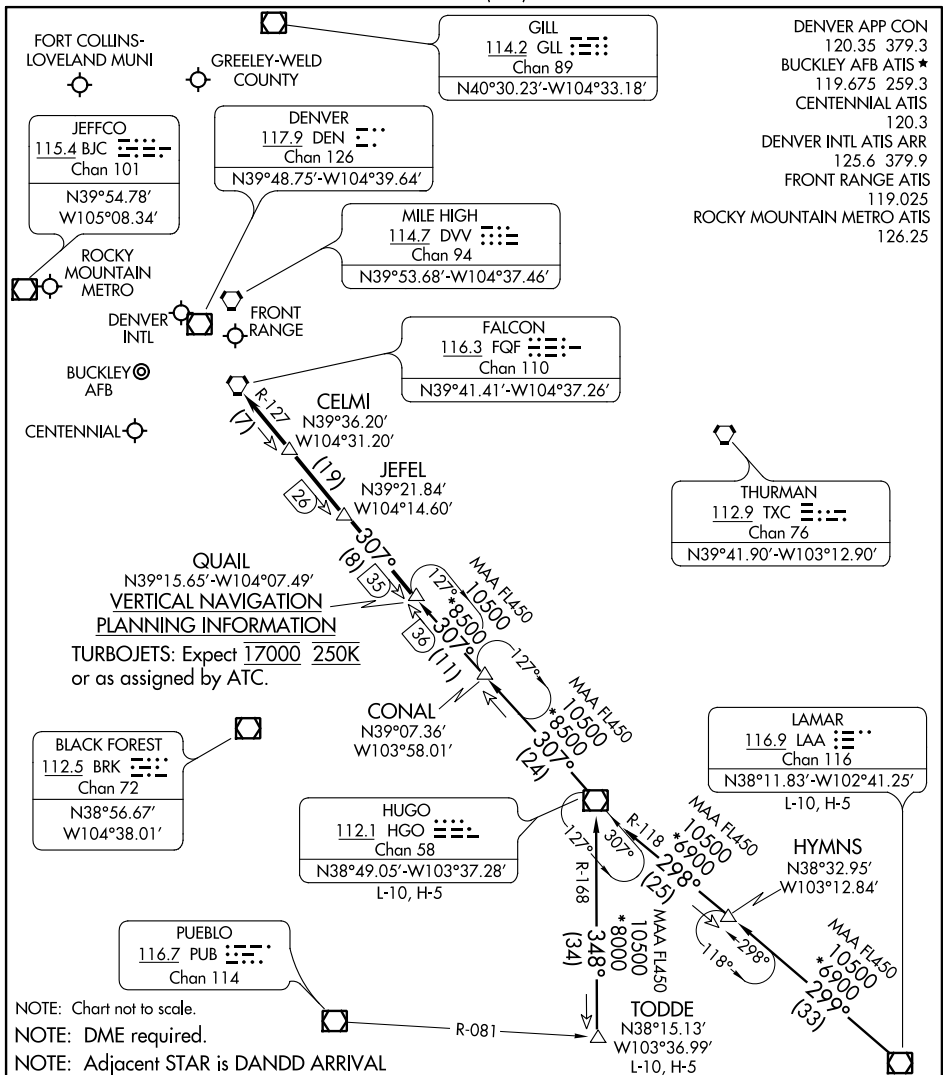 GILL
114.2 GLL
Chan 89
N40°30.23′-W104°33.18′
DENVER APP CON
120.35 379.3
BUCKLEY AFB ATIS ★
119.675 259.3
CENTENNIAL ATIS
120.3
DENVER INTL ATIS ARR
125.6 379.9
FRONT RANGE ATIS
119.025
ROCKY MOUNTAIN METRO ATIS
126.25
FORT COLLINS-
LOVELAND MUNI
GREELEY-WELD
COUNTY
JEFFCO
115.4 BJC
Chan 101
N39°54.78′
W105°08.34′
DENVER
117.9 DEN
Chan 126
N39°48.75′-W104°39.64′
MILE HIGH
114.7 DVV
Chan 94
N39°53.68′-W104°37.46′
ROCKY
MOUNTAIN
METRO
DENVER
INTL
FRONT
RANGE
FALCON
116.3 FQF
Chan 110
N39°41.41′-W104°37.26′
BUCKLEY
AFB
CENTENNIAL
R-127
(7)
CELMI
N39°36.20′
W104°31.20′
(19)
26
JEFEL
N39°21.84′
W104°14.60′
THURMAN
112.9 TXC
Chan 76
N39°41.90′-W103°12.90′
307°
(8)
35
QUAIL
N39°15.65′-W104°07.49′
VERTICAL NAVIGATION
PLANNING INFORMATION
TURBOJETS: Expect 17000 250K
or as assigned by ATC.
127°
MAA FL450
10500
*8500
307°
36
(11)
127°
CONAL
N39°07.36′
W103°58.01′
MAA FL450
10500
*8500
307°
(24)
BLACK FOREST
112.5 BRK
Chan 72
N38°56.67′
W104°38.01′
LAMAR
116.9 LAA
Chan 116
N38°11.83′-W102°41.25′
L-10, H-5
HUGO
112.1 HGO
Chan 58
N38°49.05′-W103°37.28′
L-10, H-5
127°
307°
R-118
MAA FL450
10500
*6900
298°
(25)
HYMNS
N38°32.95′
W103°12.84′
298°
118°
MAA FL450
10500
*6900
299°
(33)
R-168
MAA FL450
10500
*8000
348°
(34)
PUEBLO
116.7 PUB
Chan 114
R-081
TODDE
N38°15.13′
W103°36.99′
L-10, H-5
NOTE: Chart not to scale.
NOTE: DME required.
NOTE: Adjacent STAR is DANDD ARRIVAL